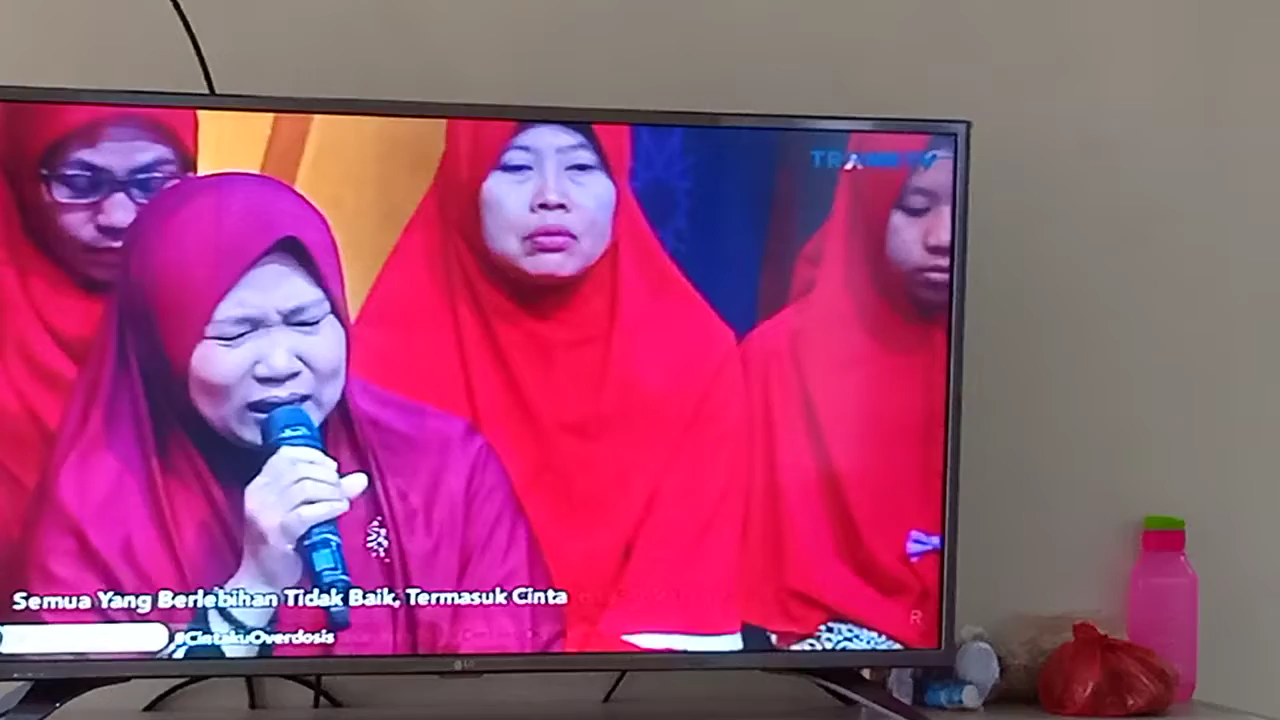 TRANS TV
Semua Yang Berlebihan Tidak Baik, Termasuk Cinta
#CintakuOverdosis
R
LG